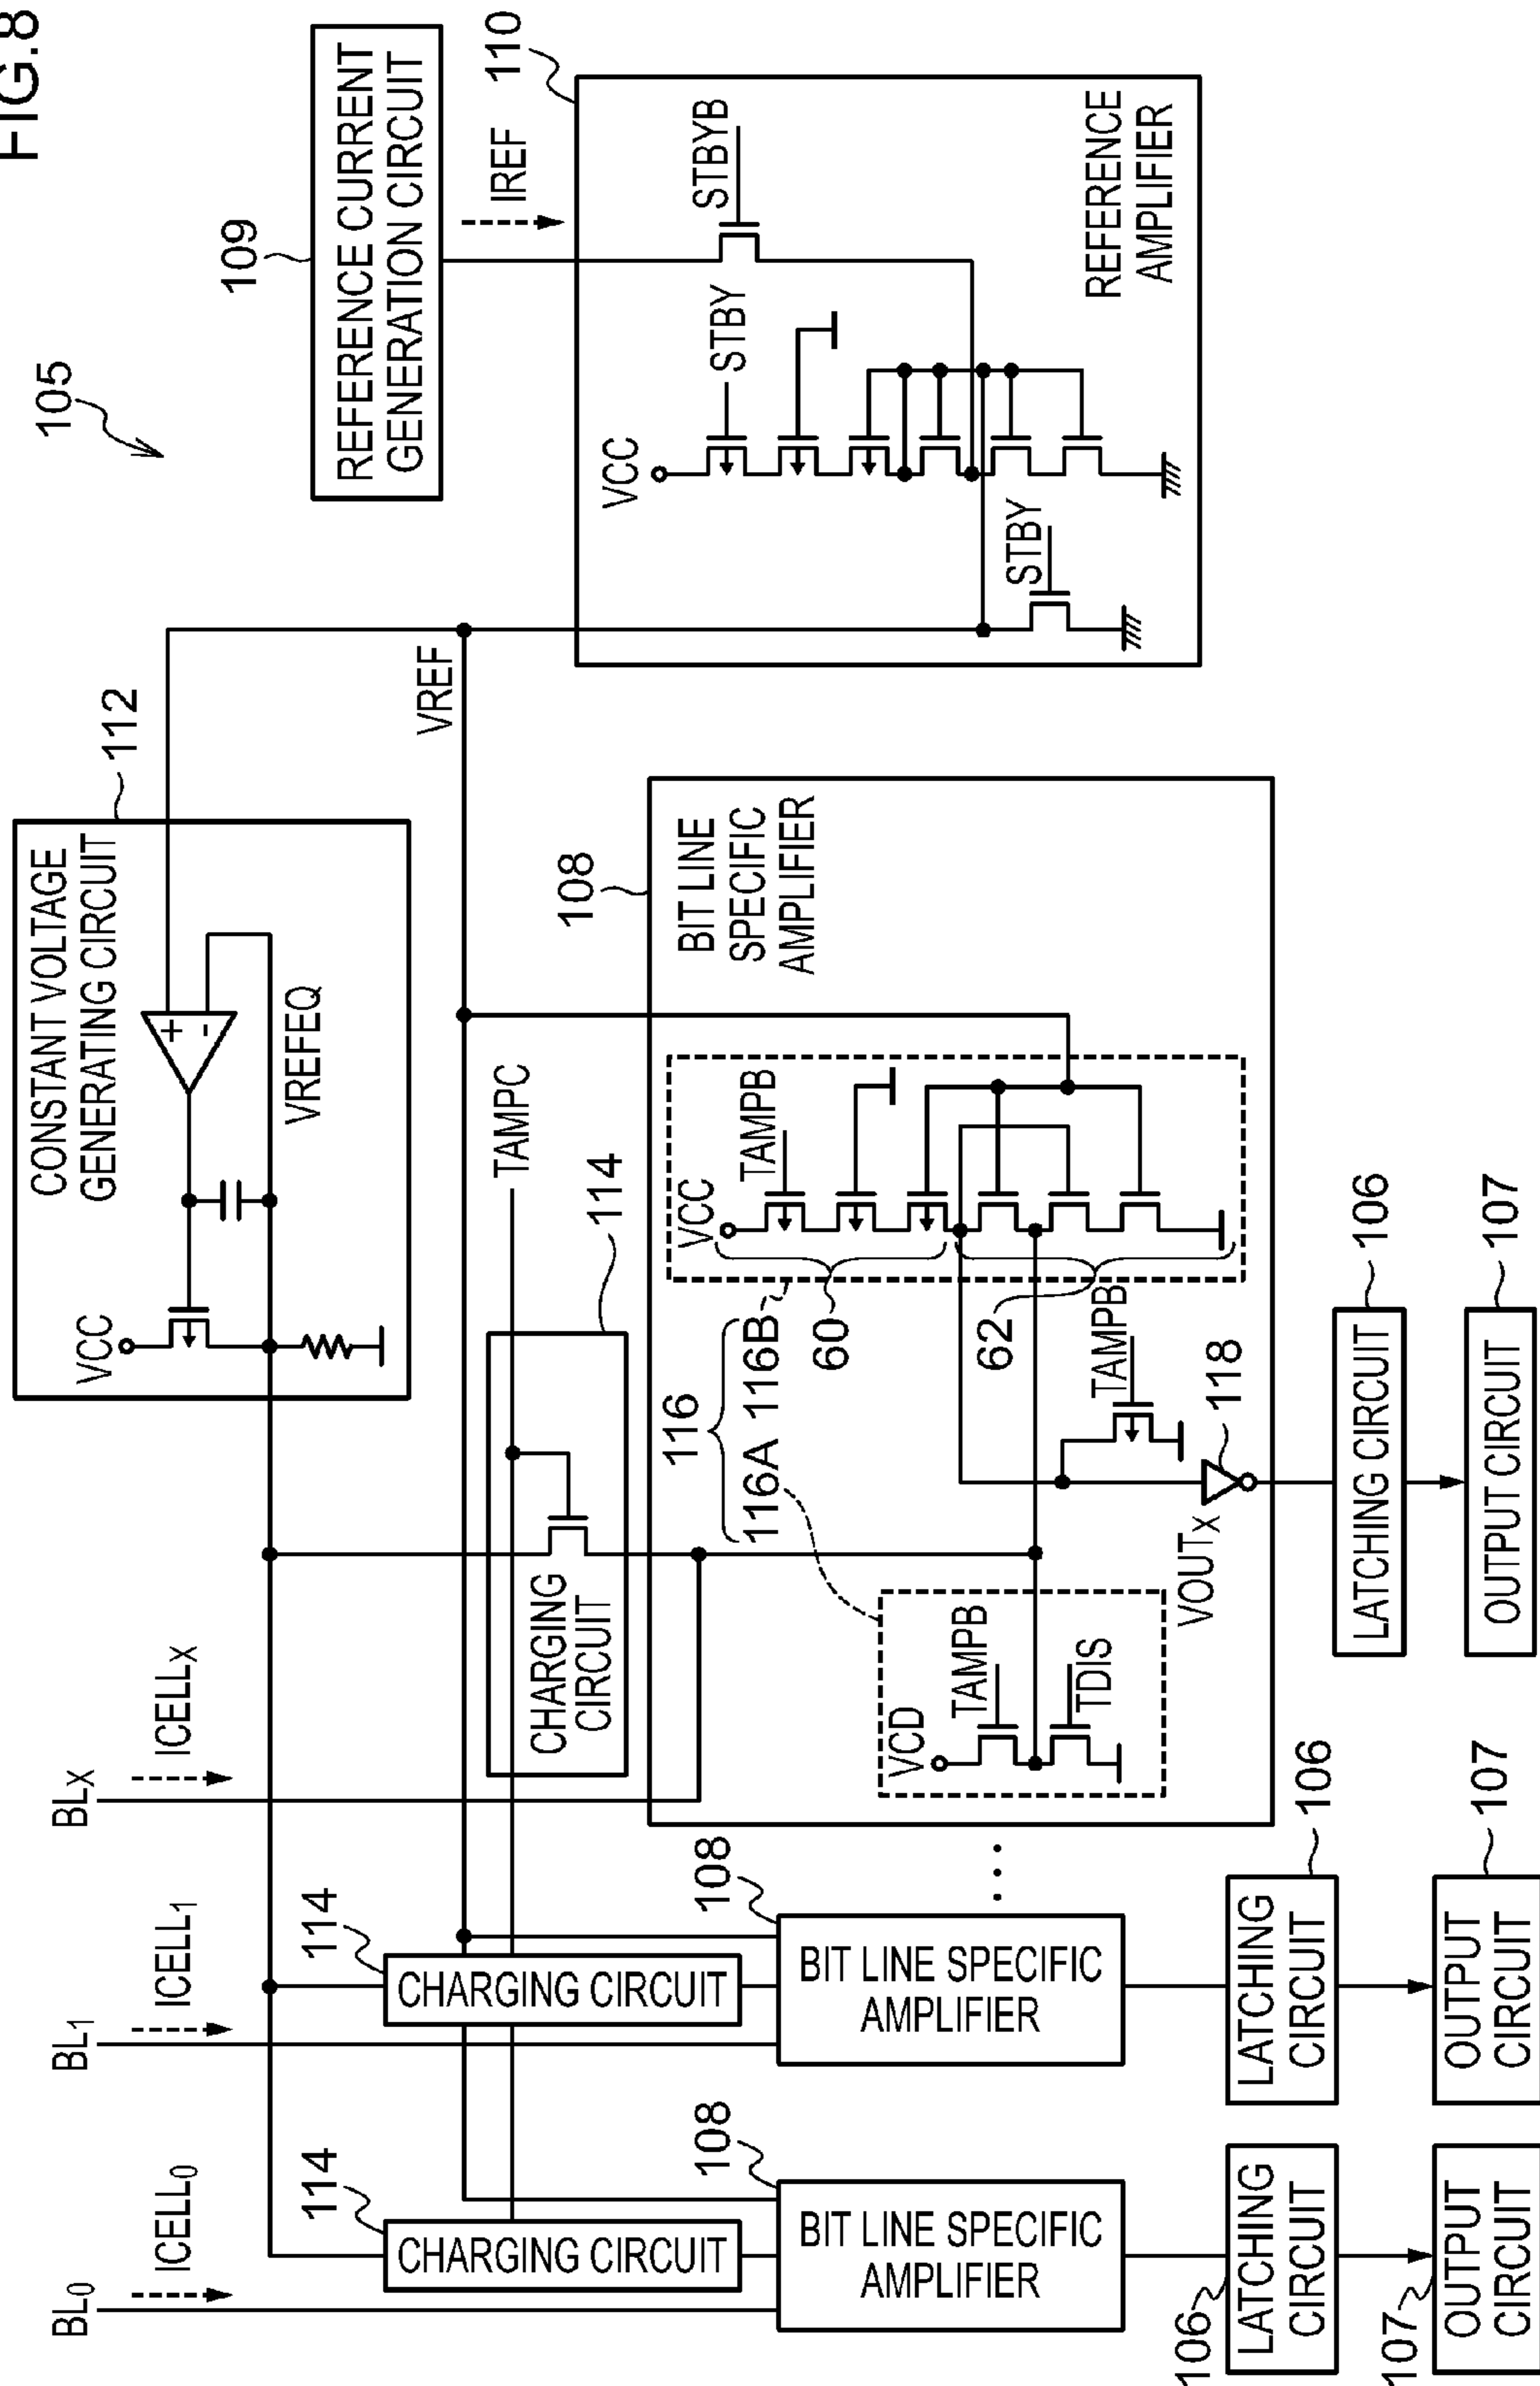 FIG.8
105
109
REFERENCE CURRENT
GENERATION CIRCUIT
IREF
110
STBYB
STBY
VCC
STBY
REFERENCE
AMPLIFIER
112
CONSTANT VOLTAGE
GENERATING CIRCUIT
+
-
VREFEQ
VCC
VREF
TAMPC
114
CHARGING
CIRCUIT
108
BIT LINE
SPECIFIC
AMPLIFIER
VCC
TAMPB
116
116A 116B
60
62
TAMPB
118
VCD
TAMPB
TDIS
VOUTX
106
LATCHING CIRCUIT
107
OUTPUT CIRCUIT
BLX
ICELLX
BL1
ICELL1
114
CHARGING CIRCUIT
108
BIT LINE SPECIFIC
AMPLIFIER
...
106
LATCHING
CIRCUIT
107
OUTPUT
CIRCUIT
BL0
ICELL0
114
CHARGING CIRCUIT
108
BIT LINE SPECIFIC
AMPLIFIER
106
LATCHING
CIRCUIT
107
OUTPUT
CIRCUIT